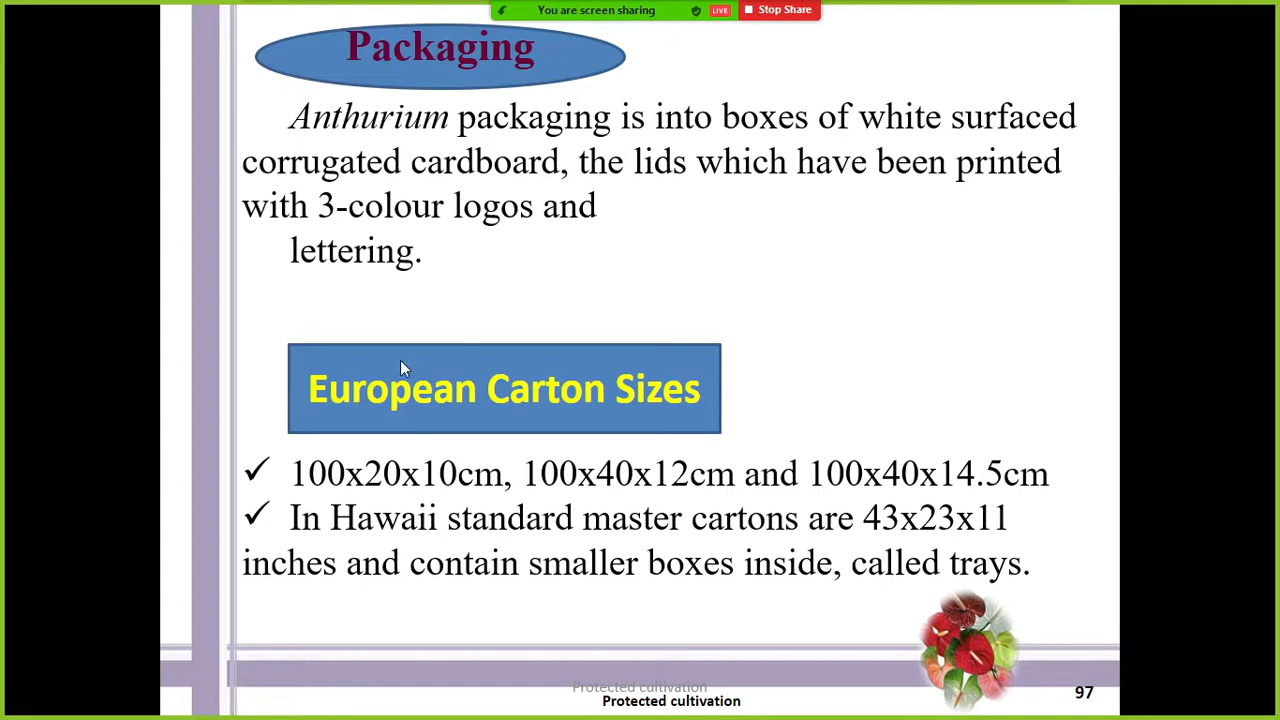 You are screen sharing LIVE Stop Share
Packaging
Anthurium packaging is into boxes of white surfaced
corrugated cardboard, the lids which have been printed
with 3-colour logos and
lettering.
European Carton Sizes
✓ 100x20x10cm, 100x40x12cm and 100x40x14.5cm
✓ In Hawaii standard master cartons are 43x23x11
inches and contain smaller boxes inside, called trays.
Protected cultivation
Protected cultivation
97